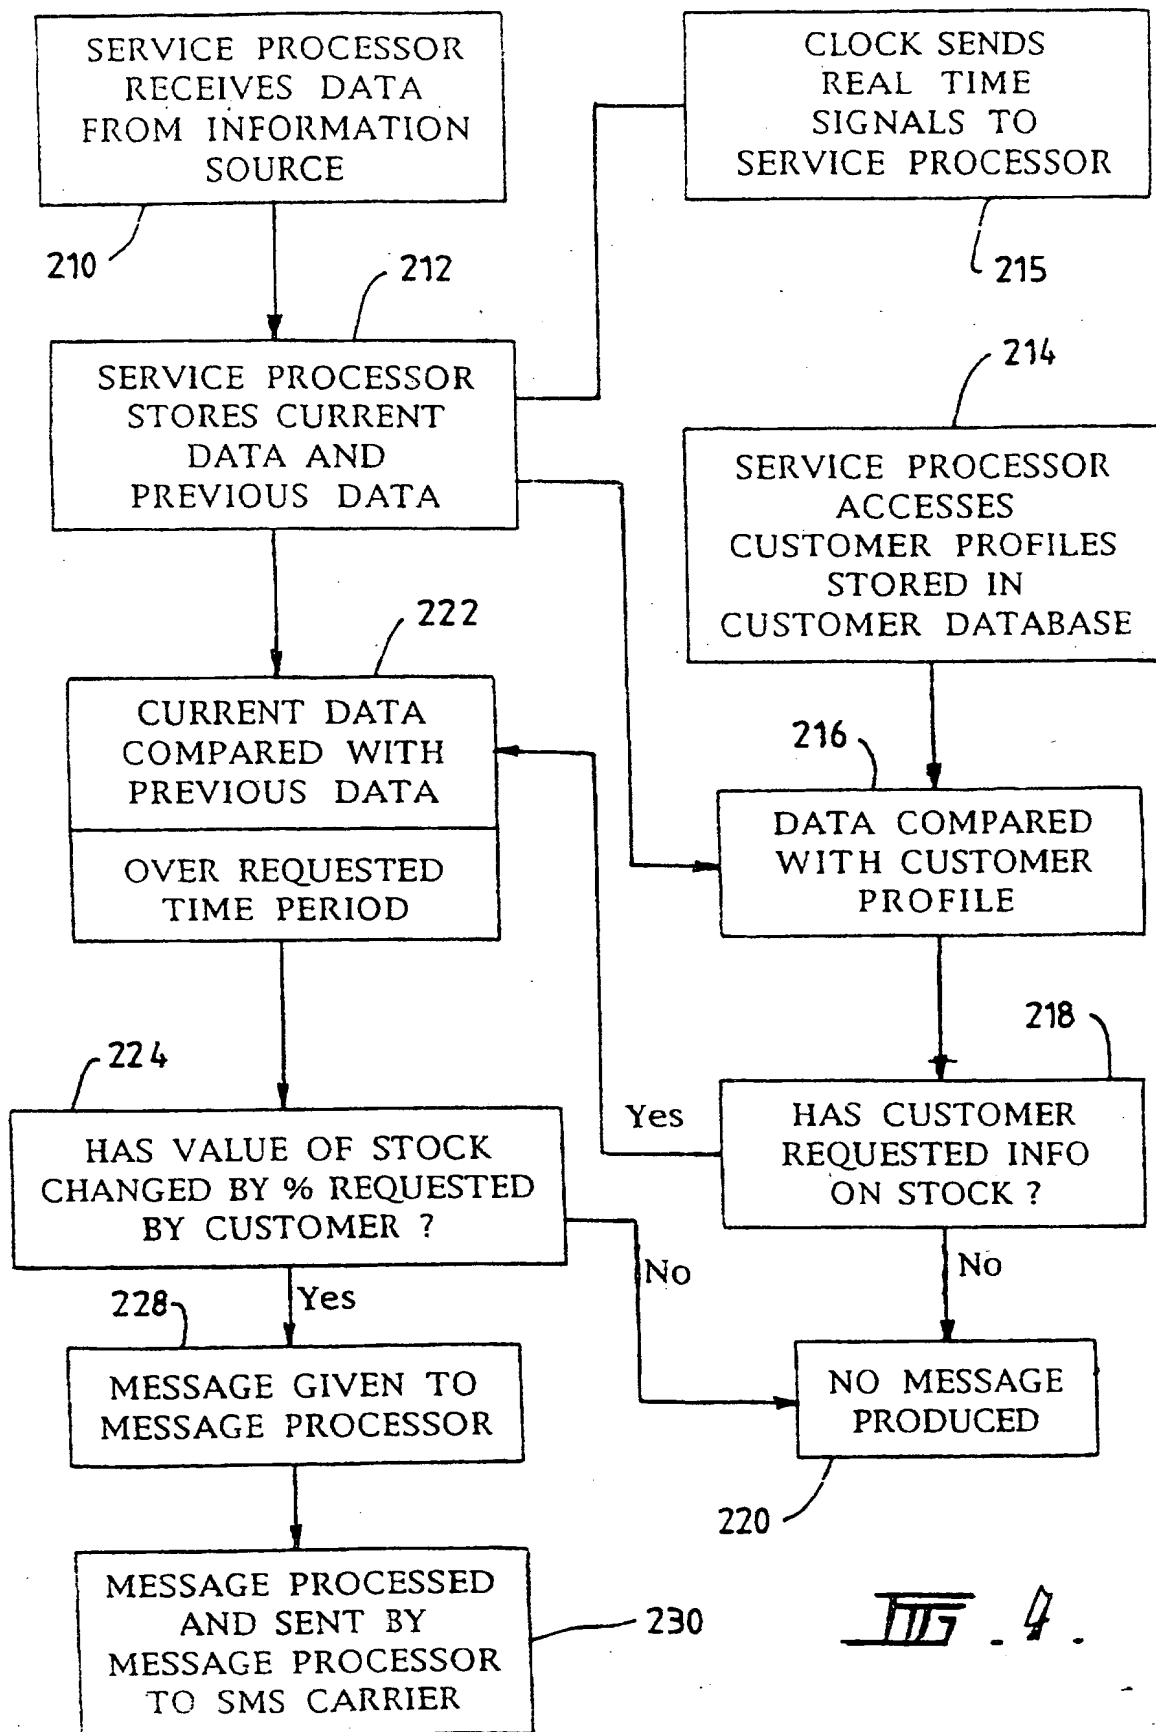 SERVICE PROCESSOR
RECEIVES DATA
FROM INFORMATION
SOURCE
210
CLOCK SENDS
REAL TIME
SIGNALS TO
SERVICE PROCESSOR
215
212
SERVICE PROCESSOR
STORES CURRENT
DATA AND
PREVIOUS DATA
214
SERVICE PROCESSOR
ACCESSES
CUSTOMER PROFILES
STORED IN
CUSTOMER DATABASE
222
CURRENT DATA
COMPARED WITH
PREVIOUS DATA
OVER REQUESTED
TIME PERIOD
216
DATA COMPARED
WITH CUSTOMER
PROFILE
218
HAS CUSTOMER
REQUESTED INFO
ON STOCK ?
Yes
No
224
HAS VALUE OF STOCK
CHANGED BY % REQUESTED
BY CUSTOMER ?
No
Yes
228
MESSAGE GIVEN TO
MESSAGE PROCESSOR
NO MESSAGE
PRODUCED
220
MESSAGE PROCESSED
AND SENT BY
MESSAGE PROCESSOR
TO SMS CARRIER
230
FIG. 4.